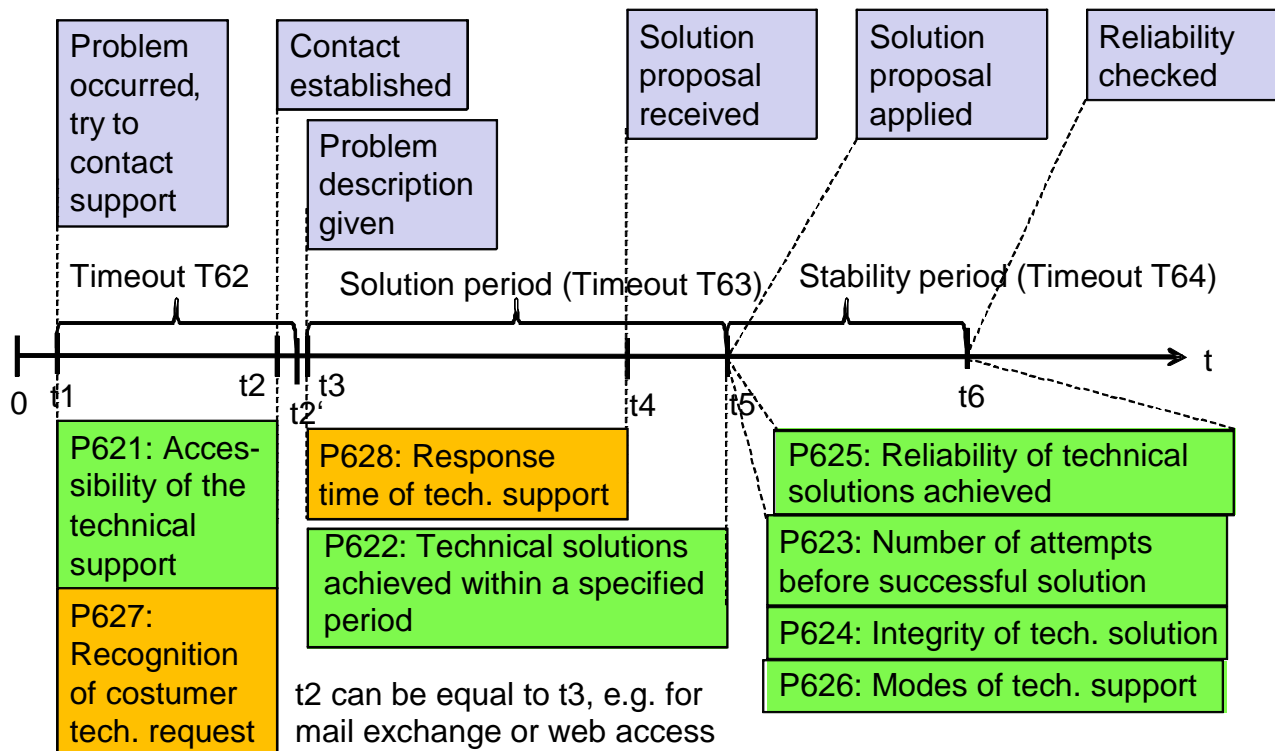 Problem
occurred,
try to
contact
support
Contact
established
Problem
description
given
Solution
proposal
received
Solution
proposal
applied
Reliability
checked
Timeout T62
Solution period (Timeout T63)
Stability period (Timeout T64)
0
t1
t2
t2‘
t3
t4
t5
t6
t
P621: Acces-
sibility of the
technical
support
P627:
Recognition
of costumer
tech. request
P628: Response
time of tech. support
P622: Technical solutions
achieved within a specified
period
t2 can be equal to t3, e.g. for
mail exchange or web access
P625: Reliability of technical
solutions achieved
P623: Number of attempts
before successful solution
P624: Integrity of tech. solution
P626: Modes of tech. support